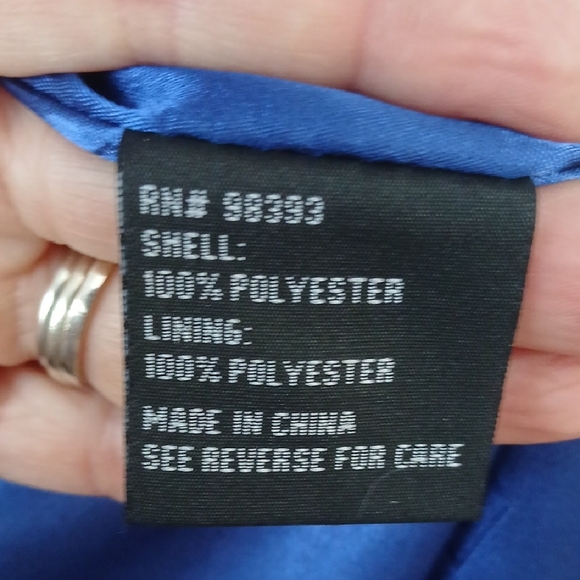 RN# 98393
SHELL:
100% POLYESTER
LINING:
100% POLYESTER
MADE IN CHINA
SEE REVERSE FOR CARE